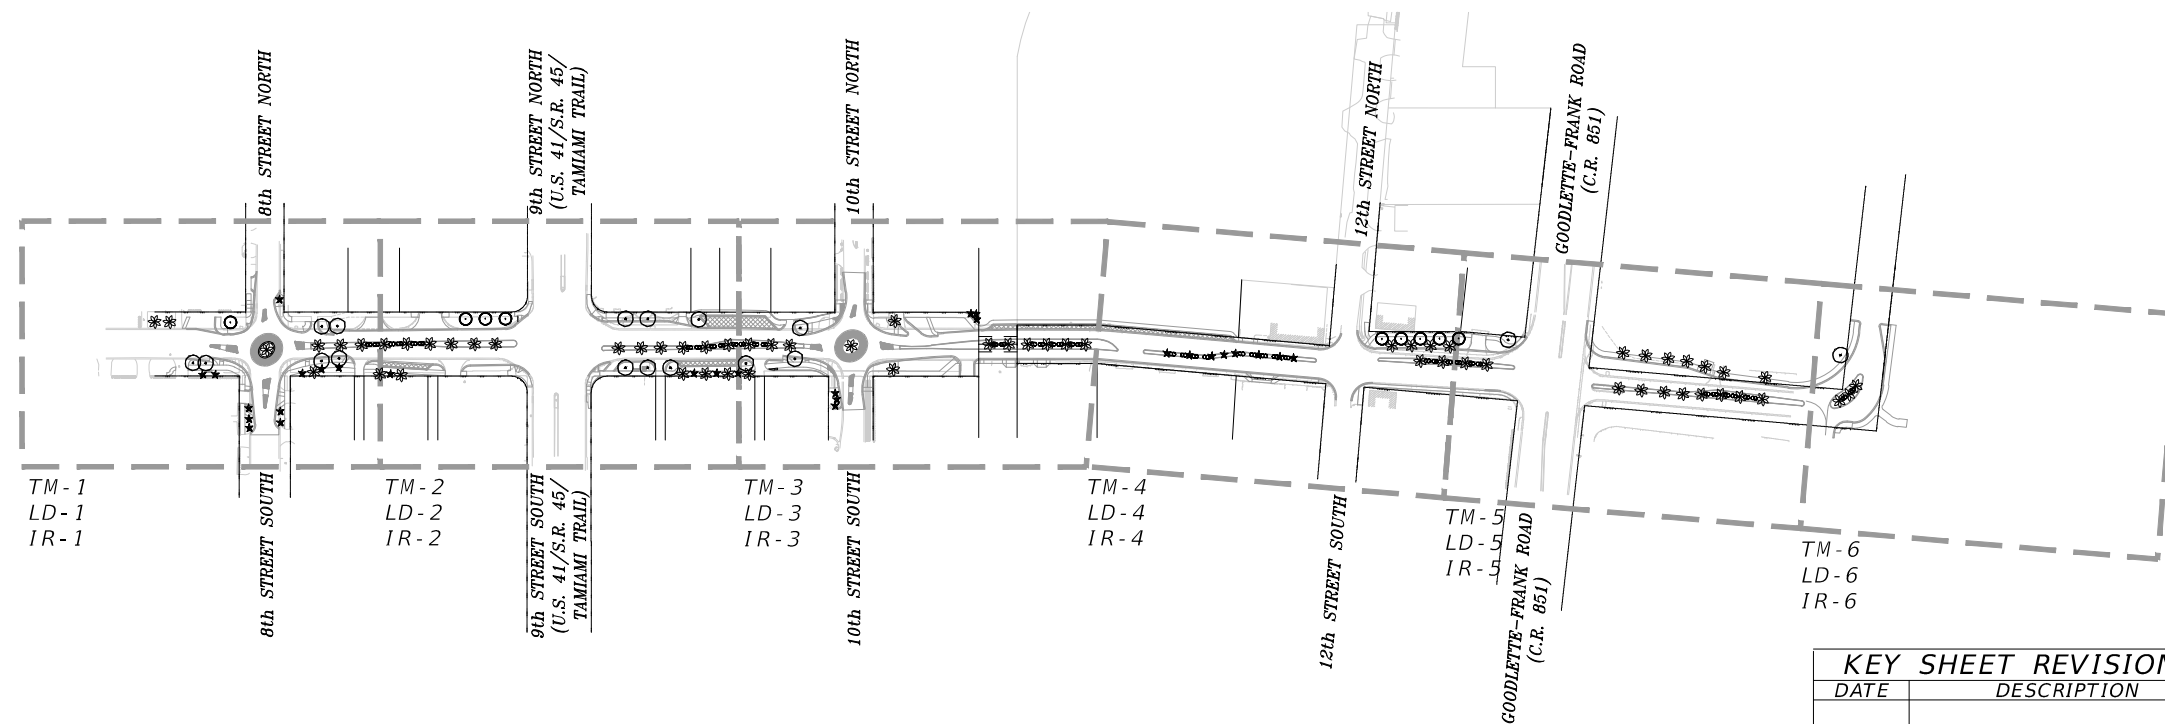 8th STREET NORTH
9th STREET NORTH
(U.S. 41/S.R. 45/
TAMIAMI TRAIL)
10th STREET NORTH
12th STREET NORTH
GOODLETTE-FRANK ROAD
(C.R. 851)
TM-1
LD-1
IR-1
TM-2
LD-2
IR-2
TM-3
LD-3
IR-3
TM-4
LD-4
IR-4
TM-5
LD-5
IR-5
TM-6
LD-6
IR-6
8th STREET SOUTH
9th STREET SOUTH
(U.S. 41/S.R. 45/
TAMIAMI TRAIL)
10th STREET SOUTH
12th STREET SOUTH
GOODLETTE-FRANK ROAD
(C.R. 851)
KEY SHEET REVISION
DATE
DESCRIPTION